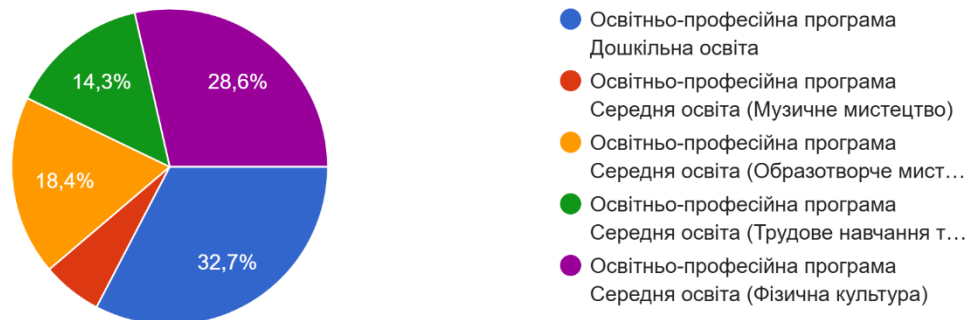 14,3%
28,6%
18,4%
32,7%
Освітньо-професійна програма
Дошкільна освіта
Освітньо-професійна програма
Середня освіта (Музичне мистецтво)
Освітньо-професійна програма
Середня освіта (Образотворче мист…
Освітньо-професійна програма
Середня освіта (Трудове навчання т…
Освітньо-професійна програма
Середня освіта (Фізична культура)